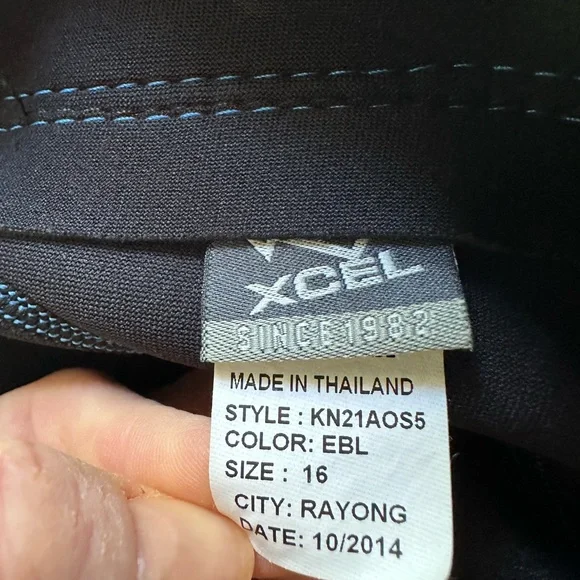 XCEL
SINCE 1982
MADE IN THAILAND
STYLE : KN21AOS5
COLOR: EBL
SIZE : 16
CITY: RAYONG
DATE: 10/2014